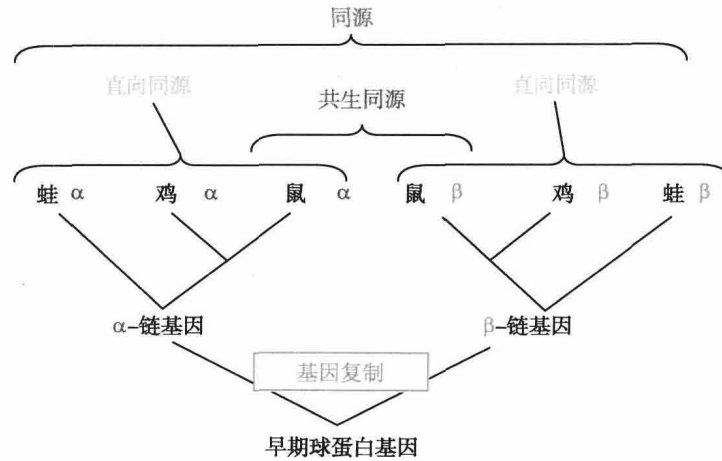 同源
直向同源
共生同源
直向同源
蛙 α 鸡 α 鼠 α 鼠 β 鸡 β 蛙 β
α-链基因 β-链基因
基因复制
早期球蛋白基因